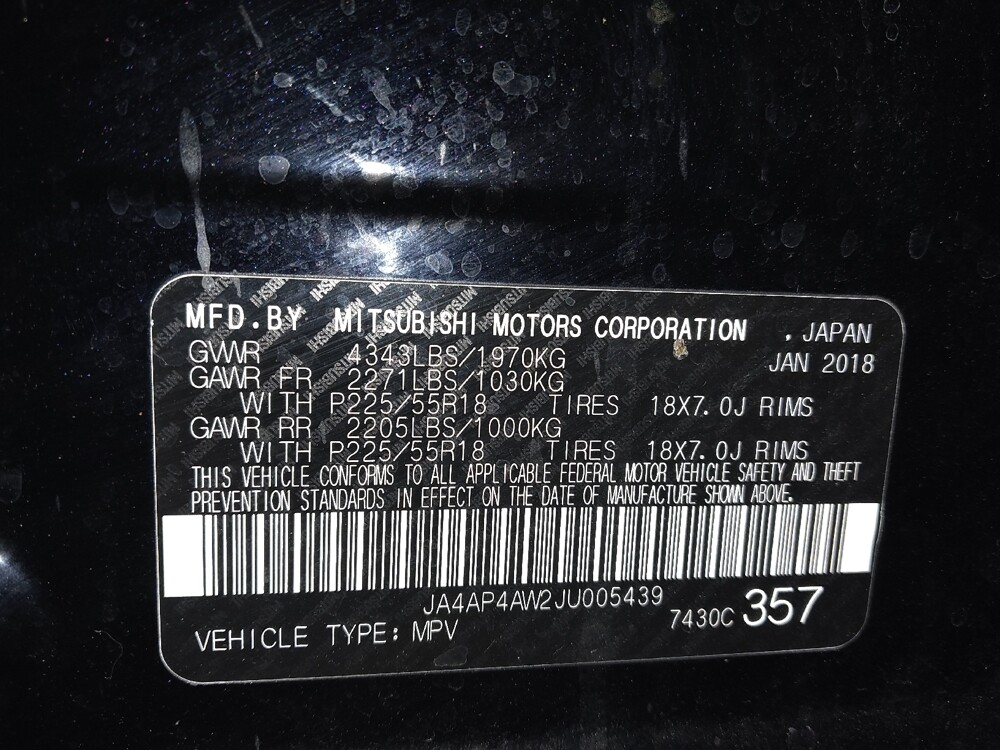 MFD.BY MITSUBISHI MOTORS CORPORATION , JAPAN
GVWR 4343LBS/1970KG JAN 2018
GAWR FR 2271LBS/1030KG
WITH P225/55R18 TIRES 18X7.0J RIMS
GAWR RR 2205LBS/1000KG
WITH P225/55R18 TIRES 18X7.0J RIMS
THIS VEHICLE CONFORMS TO ALL APPLICABLE FEDERAL MOTOR VEHICLE SAFETY AND THEFT
PREVENTION STANDARDS IN EFFECT ON THE DATE OF MANUFACTURE SHOWN ABOVE.
JA4AP4AW2JU005439
7430C 357
VEHICLE TYPE: MPV